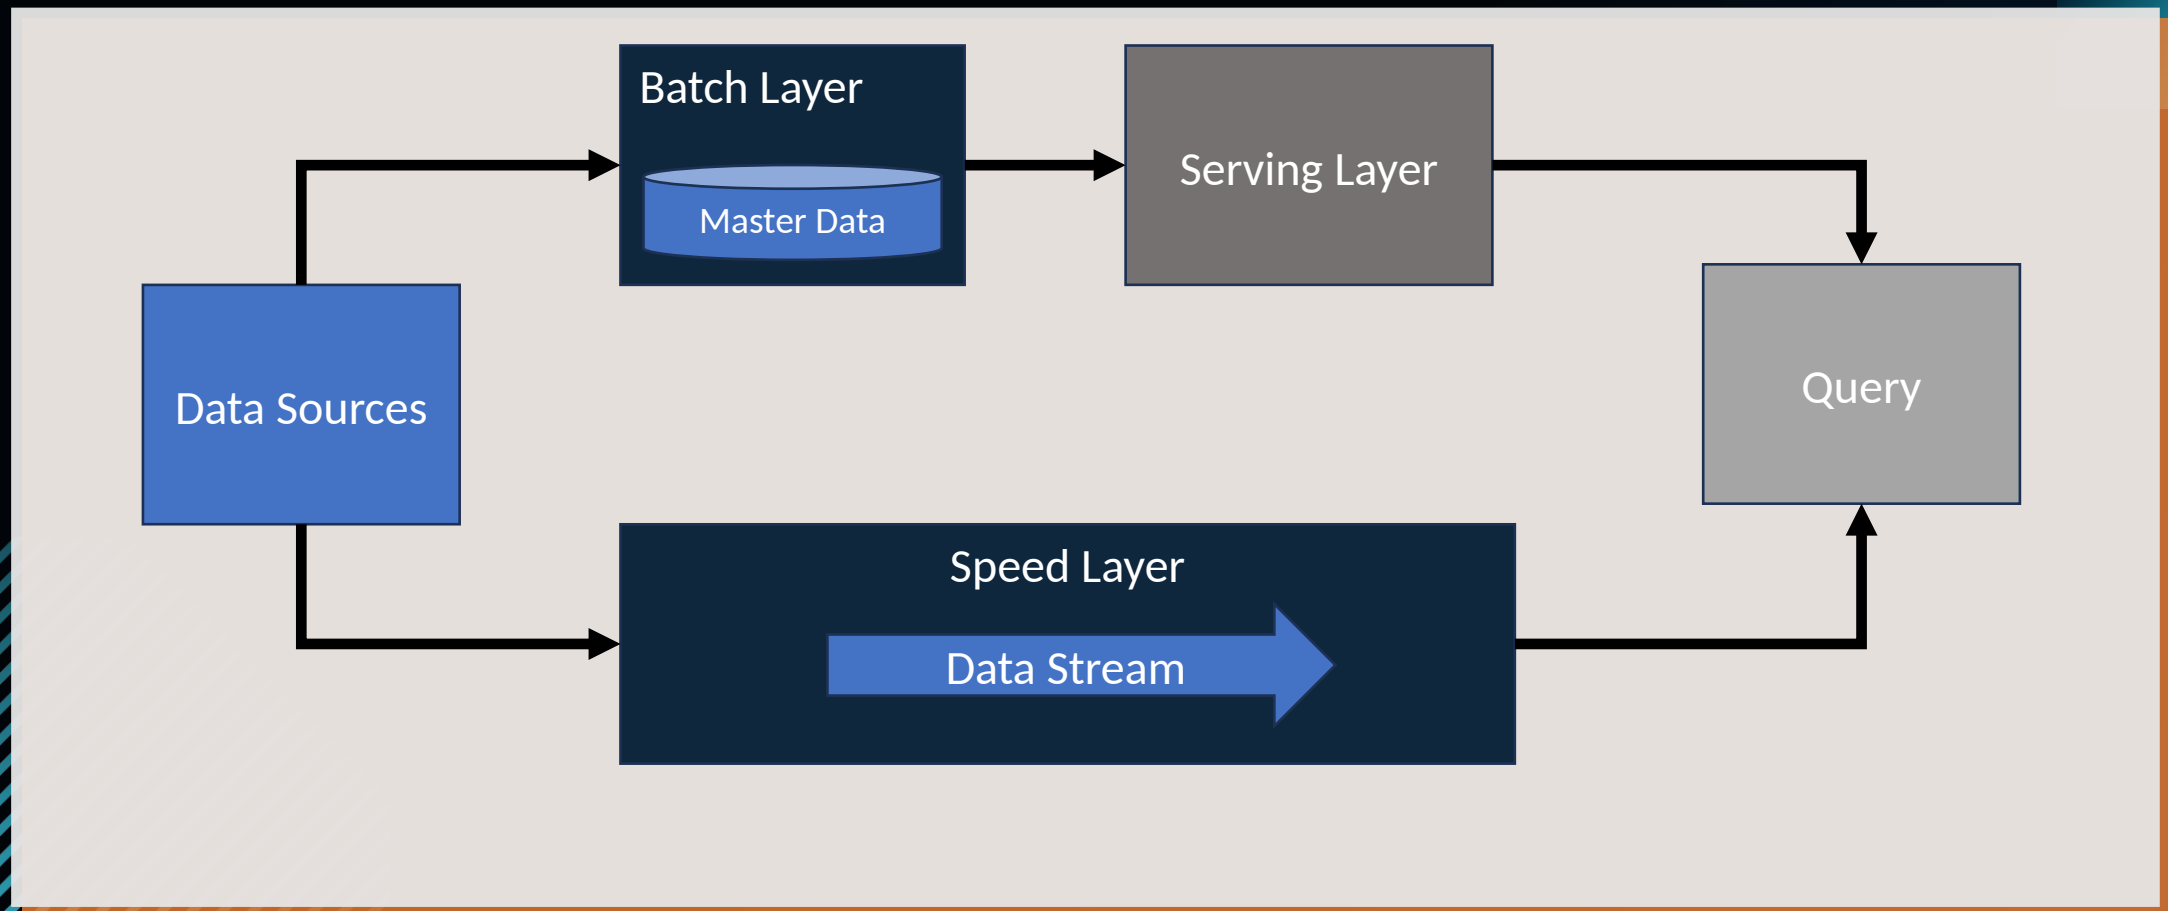 Batch Layer
Master Data
Serving Layer
Data Sources
Query
Speed Layer
Data Stream